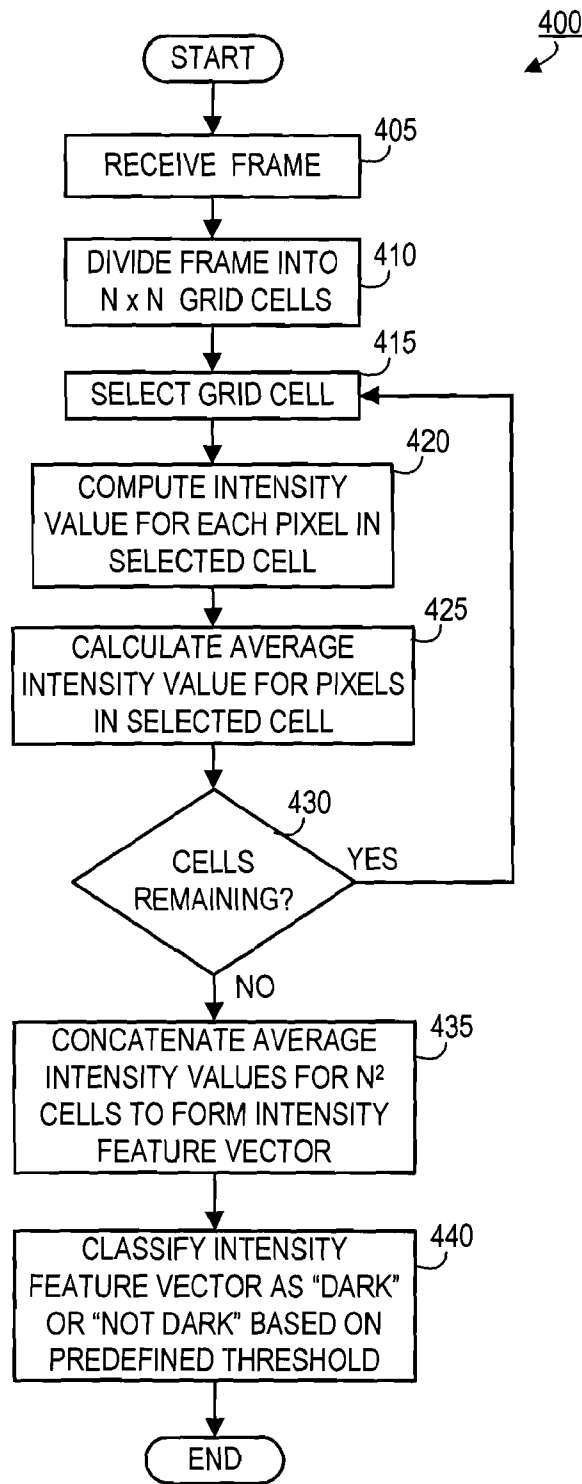 400
START
405
RECEIVE FRAME
410
DIVIDE FRAME INTO
N x N GRID CELLS
415
SELECT GRID CELL
420
COMPUTE INTENSITY
VALUE FOR EACH PIXEL IN
SELECTED CELL
425
CALCULATE AVERAGE
INTENSITY VALUE FOR PIXELS
IN SELECTED CELL
430
CELLS
REMAINING?
YES
NO
435
CONCATENATE AVERAGE
INTENSITY VALUES FOR N²
CELLS TO FORM INTENSITY
FEATURE VECTOR
440
CLASSIFY INTENSITY
FEATURE VECTOR AS “DARK”
OR “NOT DARK” BASED ON
PREDEFINED THRESHOLD
END